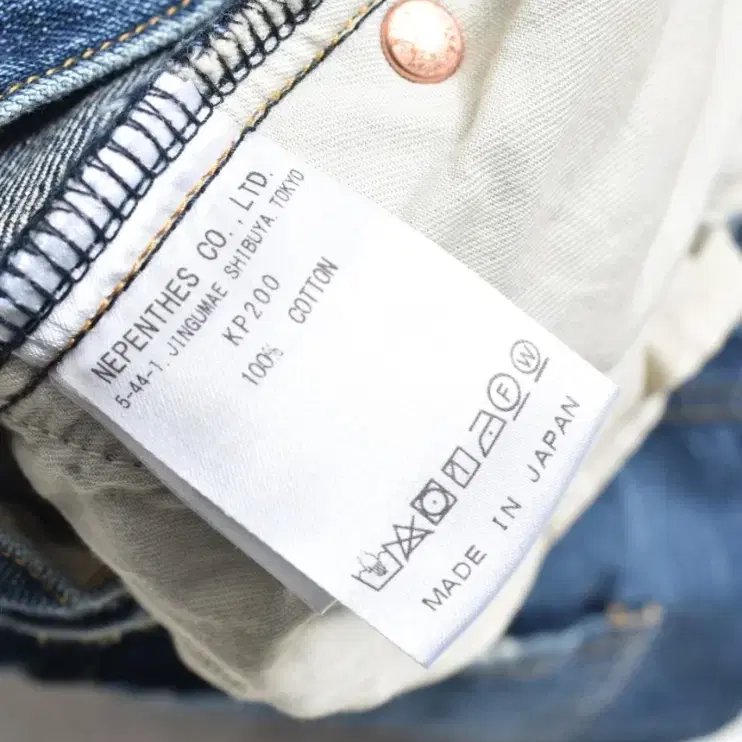 NEPENTHES CO., LTD.
5-44-1, JINGUMAE SHIBUYA, TOKYO
KP200
100% COTTON
F W
MADE IN JAPAN